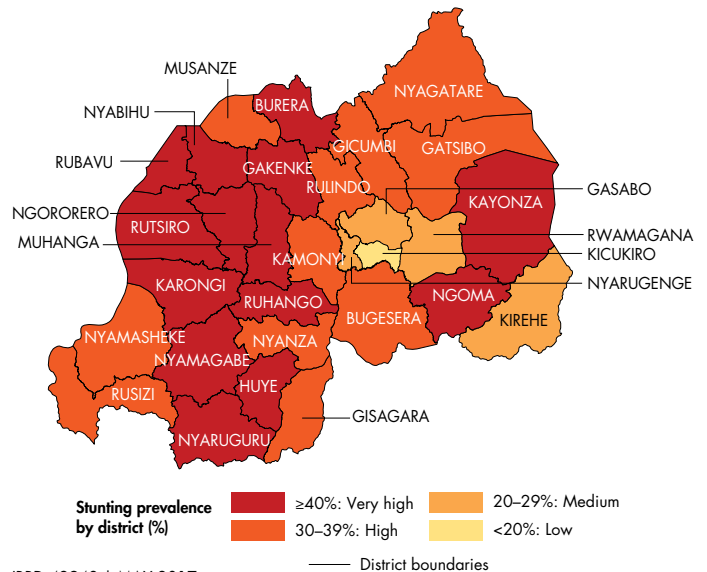 MUSANZE
NYAGATARE
BURERA
NYABIHU
GICUMBI
GATSIBO
RUBAVU
GAKENKE
RULINDO
GASABO
KAYONZA
NGORORERO
RUTSIRO
RWAMAGANA
MUHANGA
KICUKIRO
KAMONYI
NYARUGENGE
KARONGI
RUHANGO
NGOMA
BUGESERA
KIREHE
NYAMASHEKE
NYANZA
NYAMAGABE
HUYE
RUSIZI
GISAGARA
NYARUGURU
Stunting prevalence
by district (%)
≥40%: Very high
20–29%: Medium
30–39%: High
<20%: Low
District boundaries